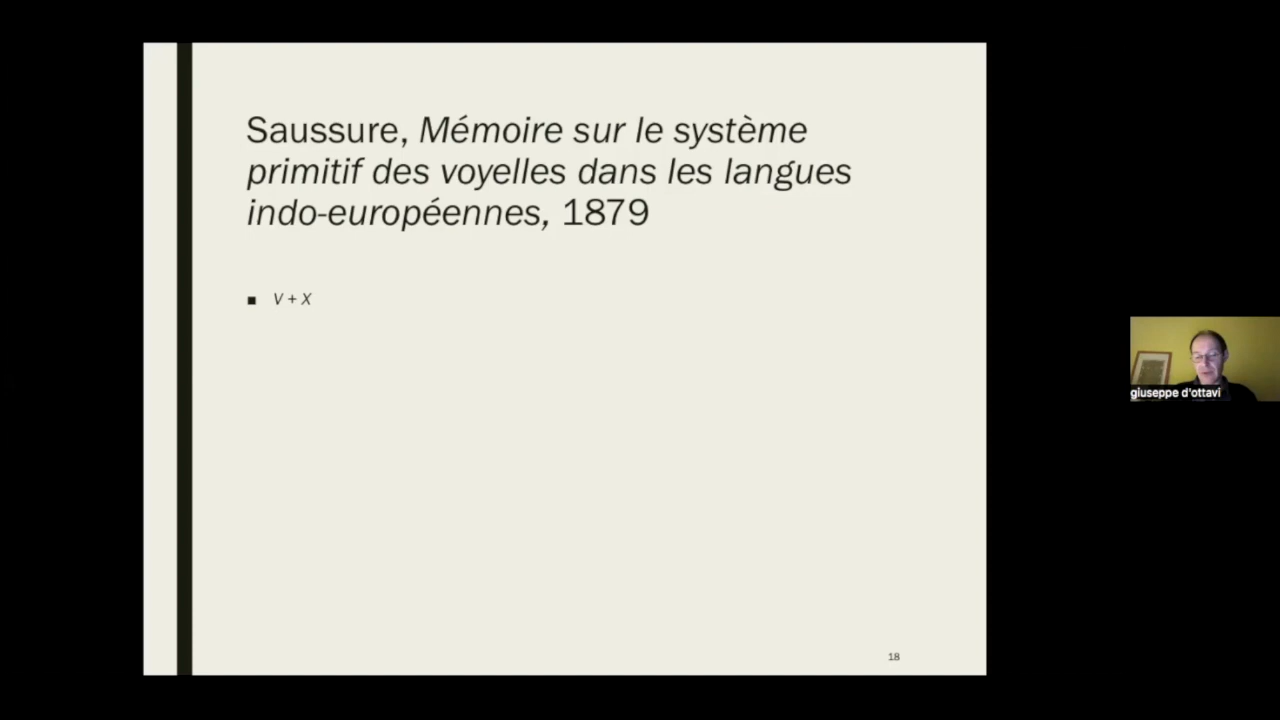 Saussure, Mémoire sur le système
primitif des voyelles dans les langues
indo-européennes, 1879
■ V + X
giuseppe d'ottavi
18